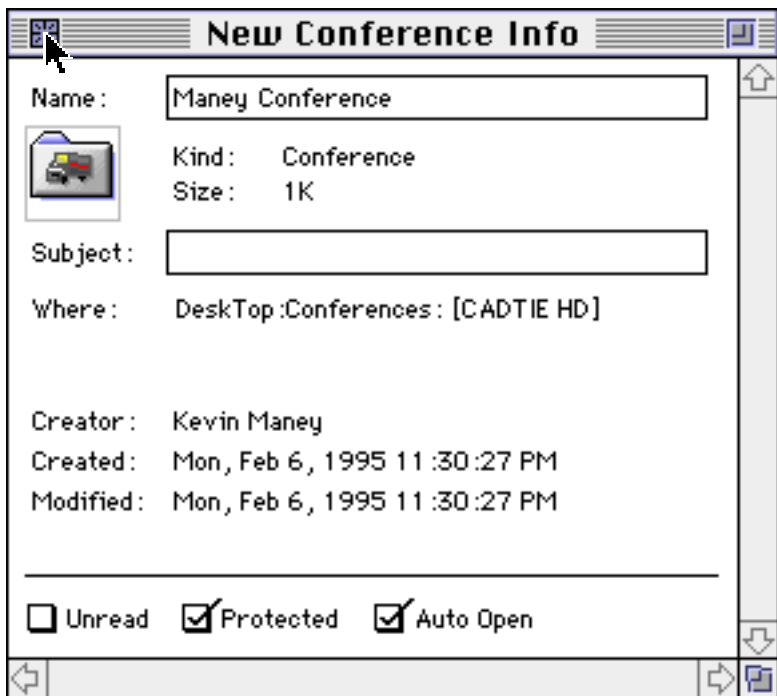 New Conference Info
Name: Maney Conference
Kind: Conference
Size: 1K
Subject:
Where: DeskTop:Conferences: [CADTIE HD]
Creator: Kevin Maney
Created: Mon, Feb 6, 1995 11:30:27 PM
Modified: Mon, Feb 6, 1995 11:30:27 PM
Unread Protected Auto Open